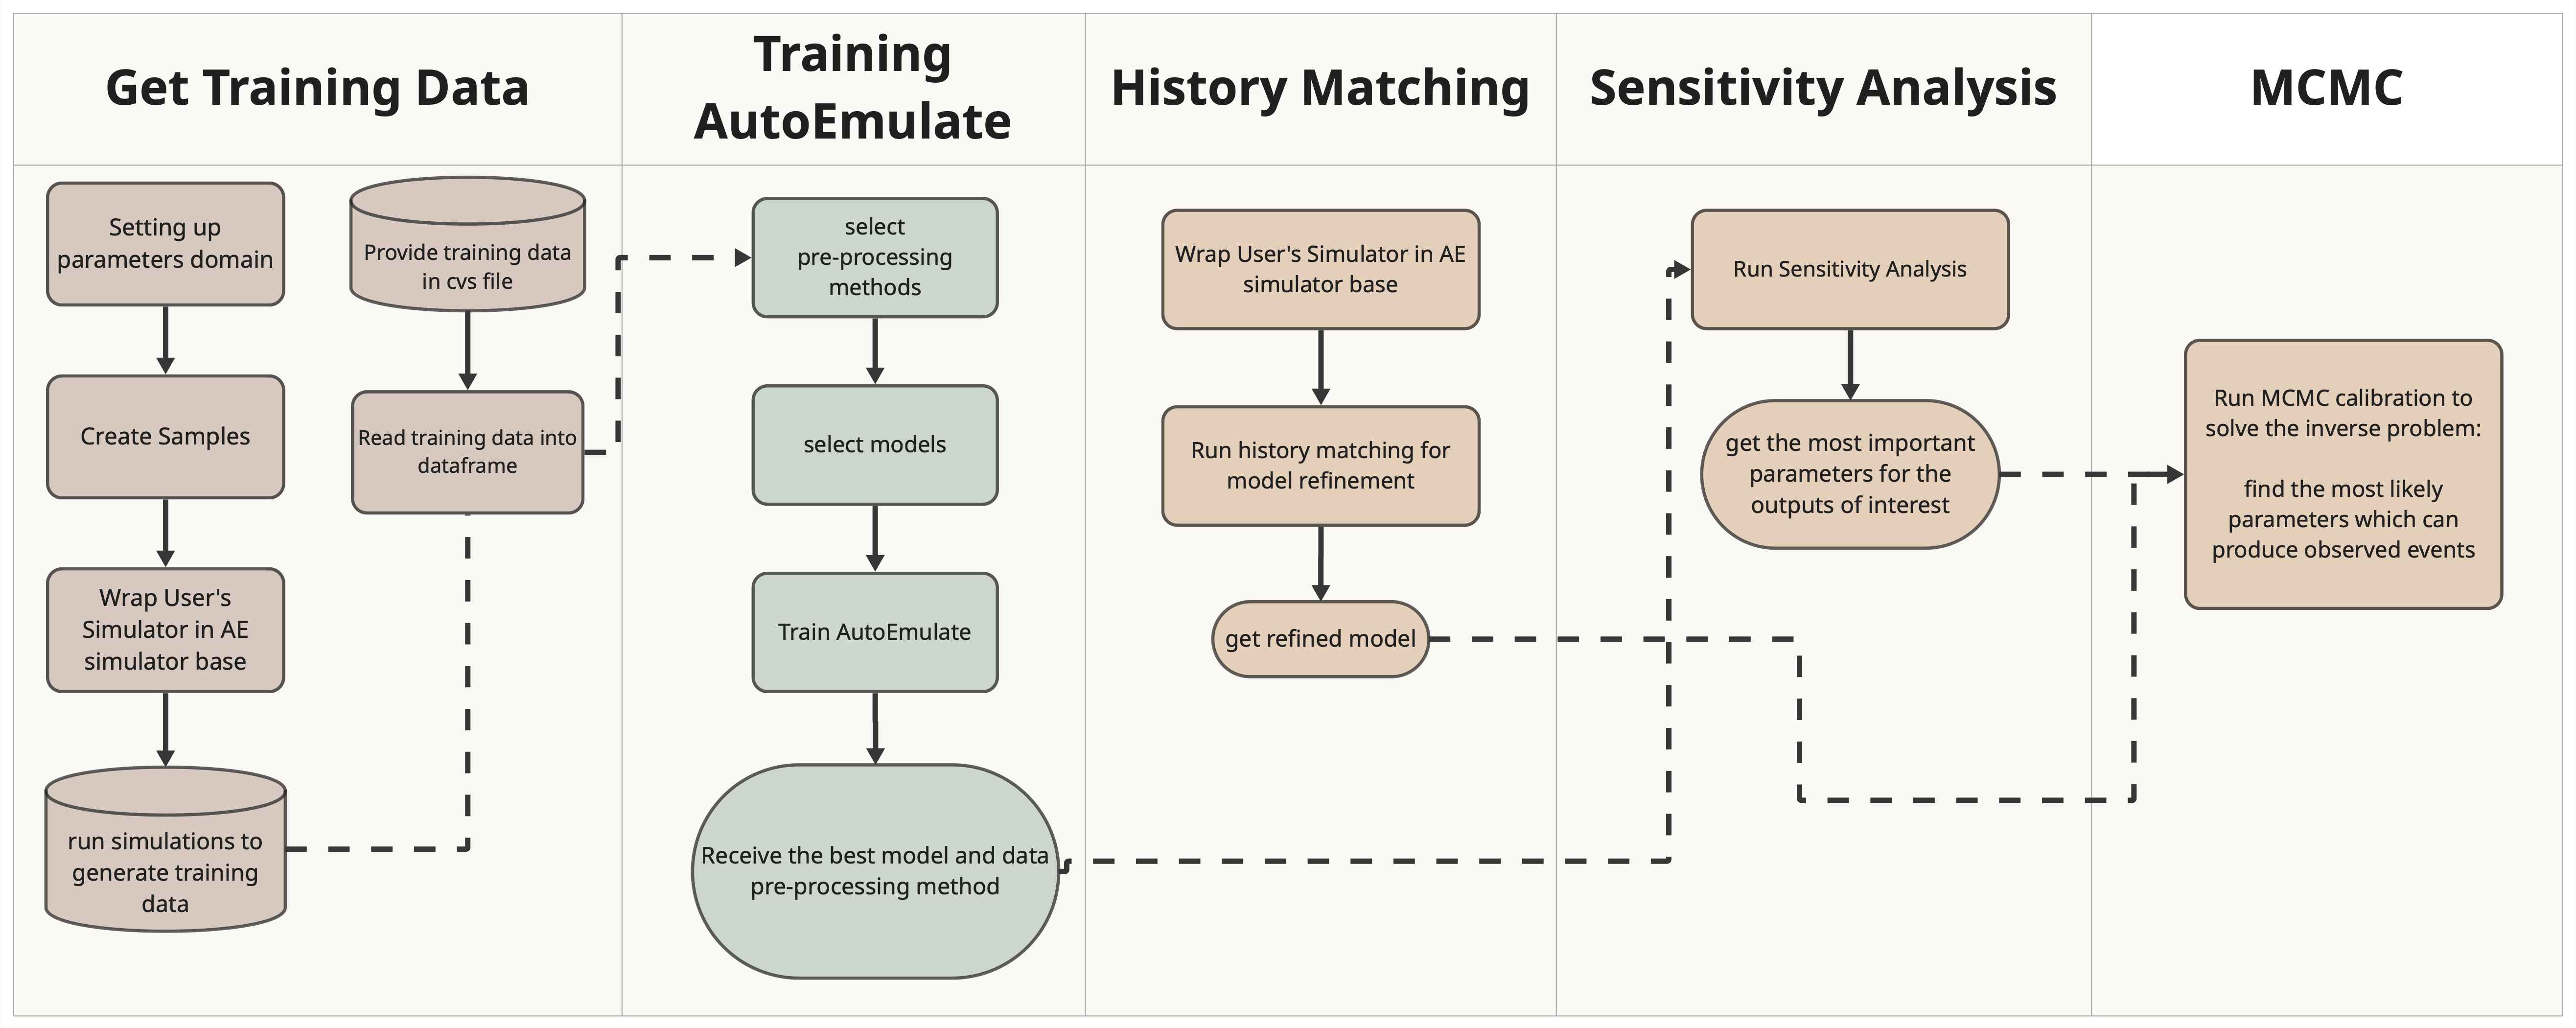 Get Training Data
Training
AutoEmulate
History Matching
Sensitivity Analysis
MCMC
Setting up
parameters domain
Create Samples
Wrap User's
Simulator in AE
simulator base
run simulations to
generate training
data
Provide training data
in cvs file
Read training data into
dataframe
select
pre-processing
methods
select models
Train AutoEmulate
Receive the best model and data
pre-processing method
Wrap User's Simulator in AE
simulator base
Run history matching for
model refinement
get refined model
Run Sensitivity Analysis
get the most important
parameters for the
outputs of interest
Run MCMC calibration to
solve the inverse problem:
find the most likely
parameters which can
produce observed events